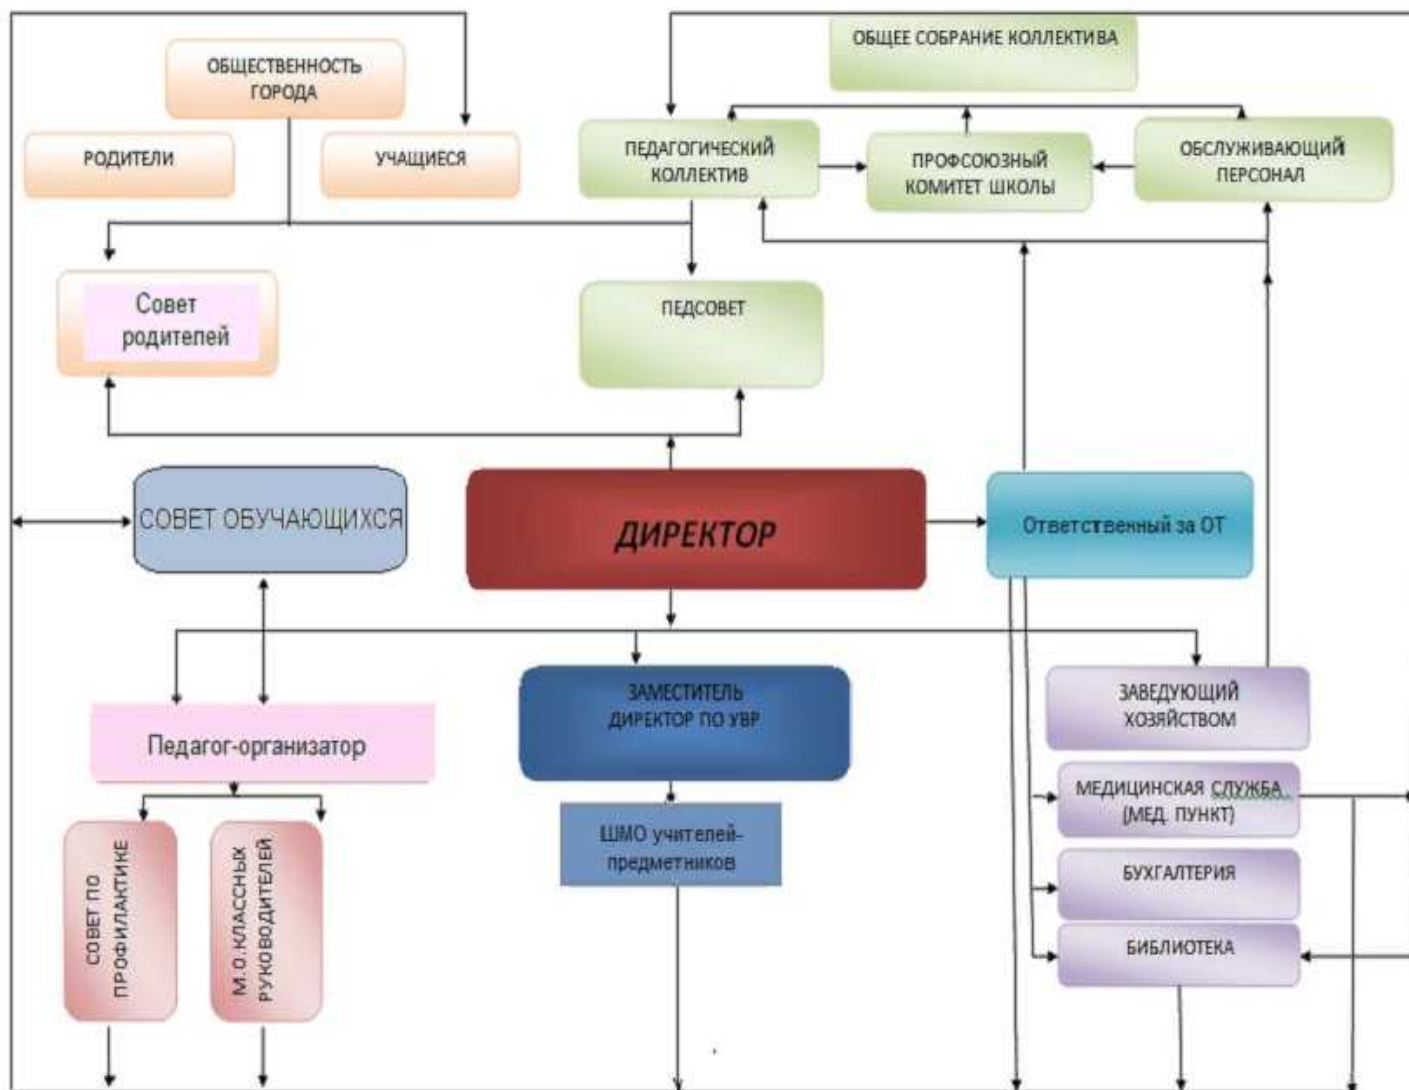 ОБЩЕЕ СОБРАНИЕ КОЛЛЕКТИВА
ОБЩЕСТВЕННОСТЬ
ГОРОДА
РОДИТЕЛИ
УЧАЩИЕСЯ
ПЕДАГОГИЧЕСКИЙ
КОЛЛЕКТИВ
ПРОФСОЮЗНЫЙ
КОМИТЕТ ШКОЛЫ
ОБСЛУЖИВАЮЩИЙ
ПЕРСОНАЛ
Совет
родителей
ПЕДСОВЕТ
СОВЕТ ОБУЧАЮЩИХСЯ
ДИРЕКТОР
Ответственный за ОТ
Педагог-организатор
ЗАМЕСТИТЕЛЬ
ДИРЕКТОР ПО УВР
ЗАВЕДУЮЩИЙ
ХОЗЯЙСТВОМ
МЕДИЦИНСКАЯ СЛУЖБА
(МЕД. ПУНКТ)
СОВЕТ ПО
ПРОФИЛАКТИКЕ
М.О.КЛАССНЫХ
РУКОВОДИТЕЛЕЙ
ШМО учителей-
предметников
БУХГАЛТЕРИЯ
БИБЛИОТЕКА